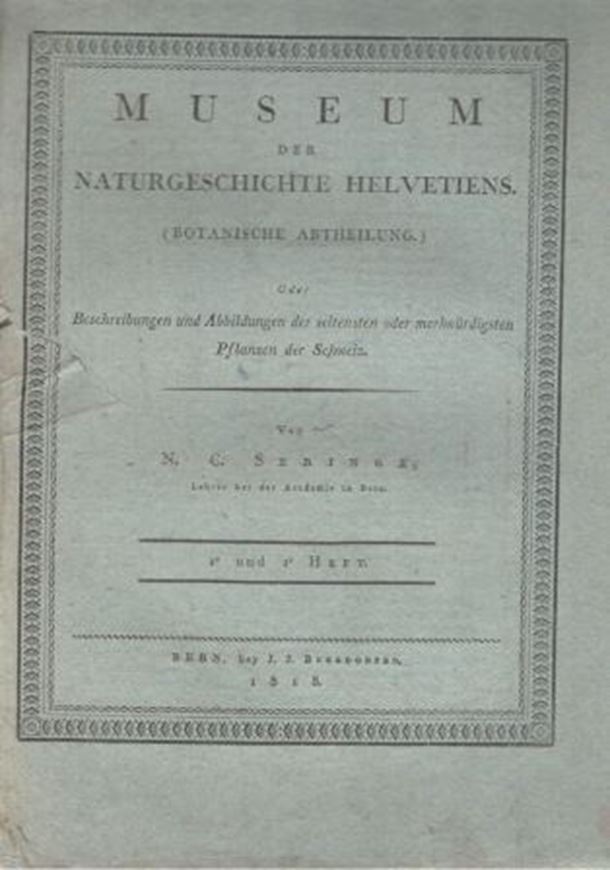 MUSEUM
DER
NATURGESCHICHTE HELVETIENS.
(BOTANISCHE ABTHEILUNG.)
Oder
Beschreibungen und Abbildungen der seltensten oder merkwürdigsten
Pflanzen der Schweiz.
Von
N. C. SERINGE,
Lehrer bey der Academie in Bern.
und HEFT.
BERN, bey J. J. BURGDORFER,
1818.